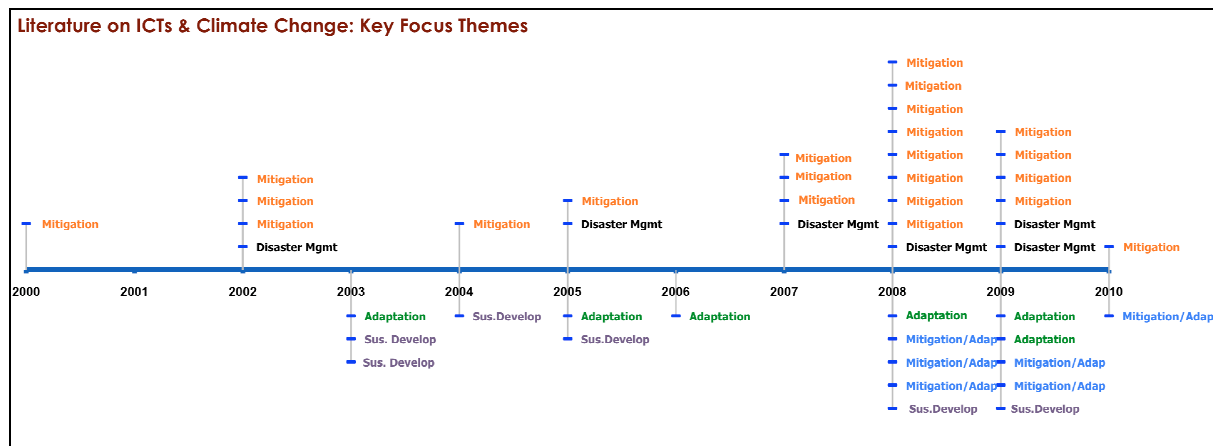 Literature on ICTs & Climate Change: Key Focus Themes
Mitigation
Mitigation
Mitigation
Mitigation Mitigation
Mitigation Mitigation Mitigation
Mitigation Mitigation Mitigation Mitigation
Mitigation Mitigation Mitigation Mitigation Mitigation
Mitigation Mitigation Mitigation Disaster Mgmt Disaster Mgmt Mitigation Disaster Mgmt
Disaster Mgmt Disaster Mgmt Disaster Mgmt Mitigation
2000 2001 2002 2003 2004 2005 2006 2007 2008 2009 2010
Adaptation Sus.Develop Adaptation Adaptation Adaptation Adaptation Mitigation/Adap
Sus. Develop Sus.Develop Mitigation/Adap Adaptation
Sus. Develop Mitigation/Adap Mitigation/Adap
Mitigation/Adap Mitigation/Adap
Sus.Develop Sus.Develop